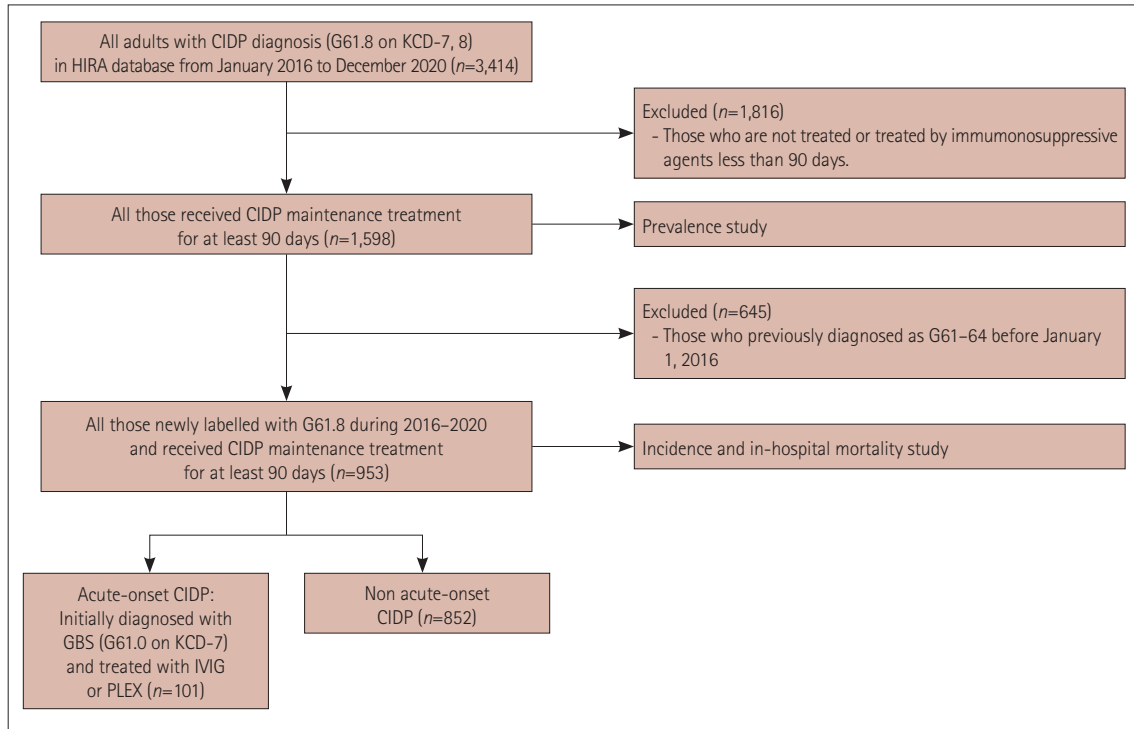 All adults with CIDP diagnosis (G61.8 on KCD-7, 8)
in HIRA database from January 2016 to December 2020 (n=3,414)
Excluded (n=1,816)
- Those who are not treated or treated by immumonosuppressive
agents less than 90 days.
All those received CIDP maintenance treatment
for at least 90 days (n=1,598)
Prevalence study
Excluded (n=645)
- Those who previously diagnosed as G61–64 before January
1, 2016
All those newly labelled with G61.8 during 2016–2020
and received CIDP maintenance treatment
for at least 90 days (n=953)
Incidence and in-hospital mortality study
Acute-onset CIDP:
Initially diagnosed with
GBS (G61.0 on KCD-7)
and treated with IVIG
or PLEX (n=101)
Non acute-onset
CIDP (n=852)